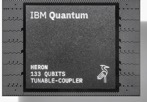 IBM Quantum
HERON
133 QUBITS
TUNABLE-COUPLER